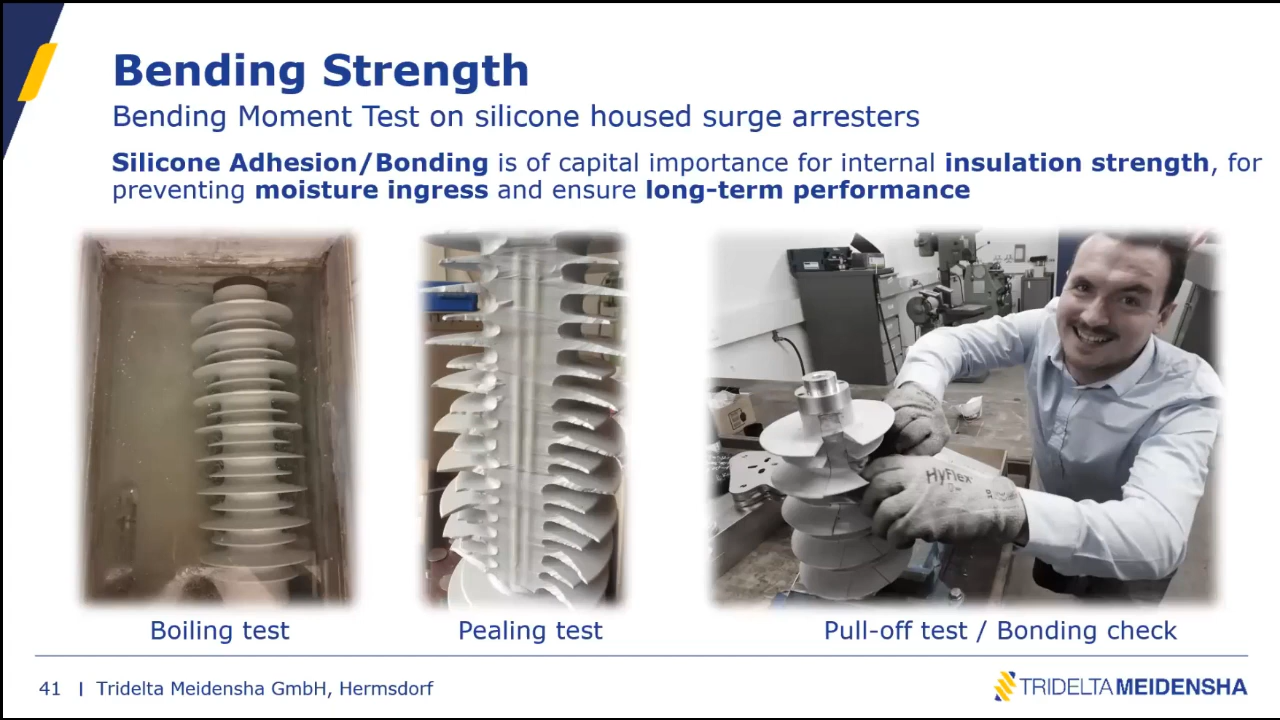 Bending Strength
Bending Moment Test on silicone housed surge arresters
Silicone Adhesion/Bonding is of capital importance for internal insulation strength, for
preventing moisture ingress and ensure long-term performance
HyFlex
Boiling test
Pealing test
Pull-off test / Bonding check
41 | Tridelta Meidensha GmbH, Hermsdorf
TRIDELTA MEIDENSHA